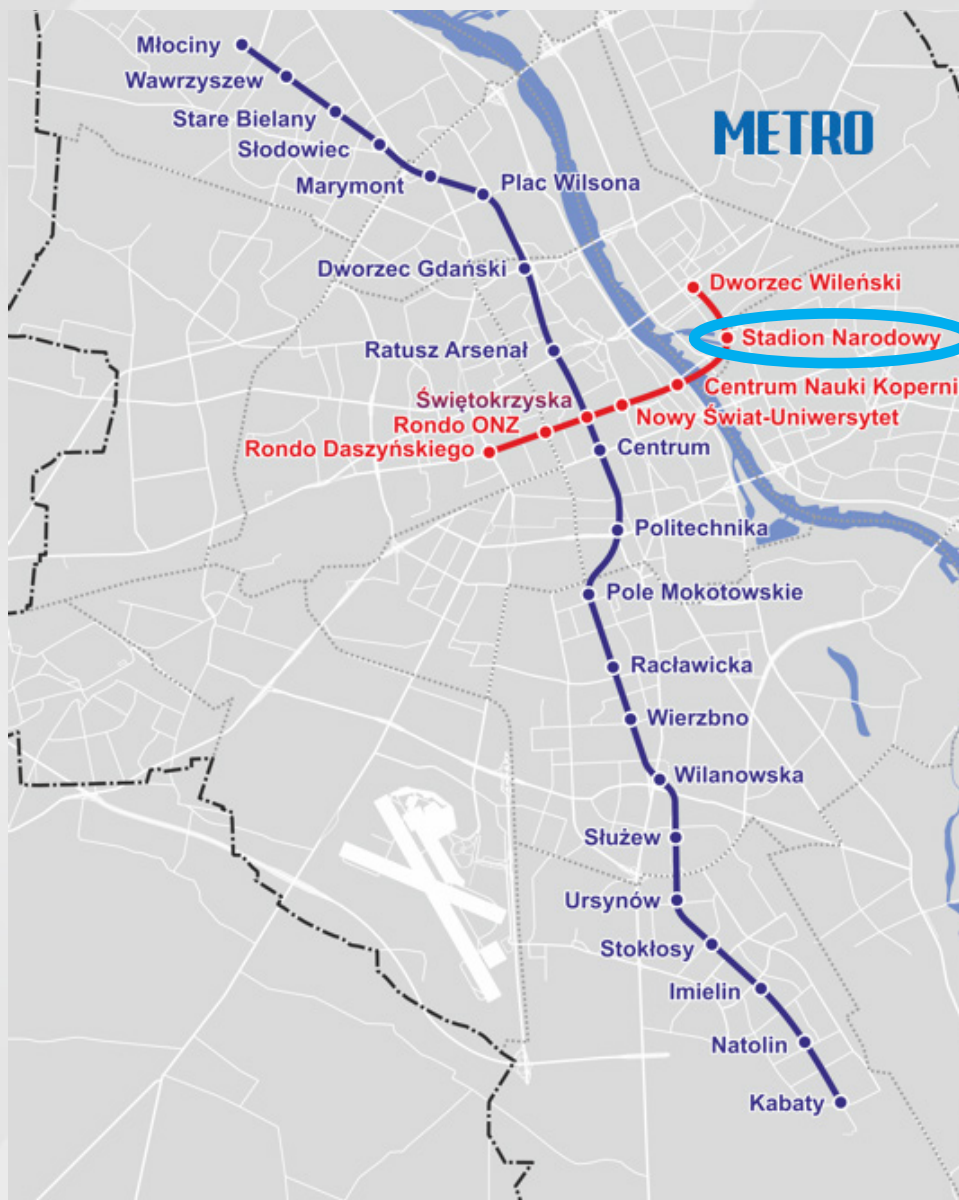 Młociny
Wawrzyszew
METRO
Stare Bielany
Słodowiec
Marymont
Plac Wilsona
Dworzec Gdański
Dworzec Wileński
Stadion Narodowy
Ratusz Arsenał
Centrum Nauki Koperni
Świętokrzyska
Nowy Świat-Uniwersytet
Rondo ONZ
Rondo Daszyńskiego
Centrum
Politechnika
Pole Mokotowskie
Racławicka
Wierzbno
Wilanowska
Służew
Ursynów
Stokłosy
Imielin
Natolin
Kabaty